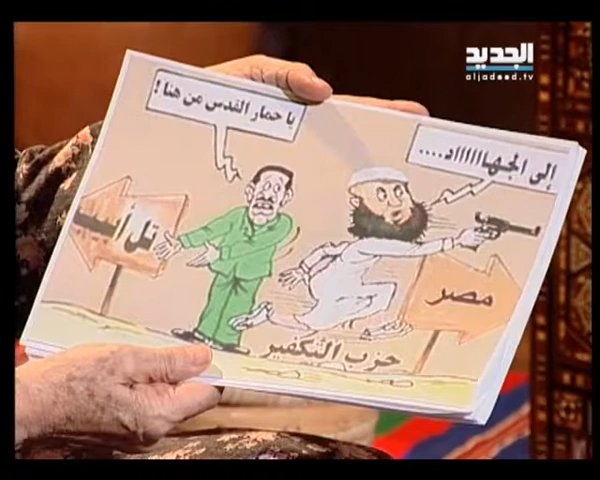 الجديد
aljadeed.tv
إلى الجهاااااد....
يا حمار القدس من هنا !
مصر
تل أبيب
حزب التكفير